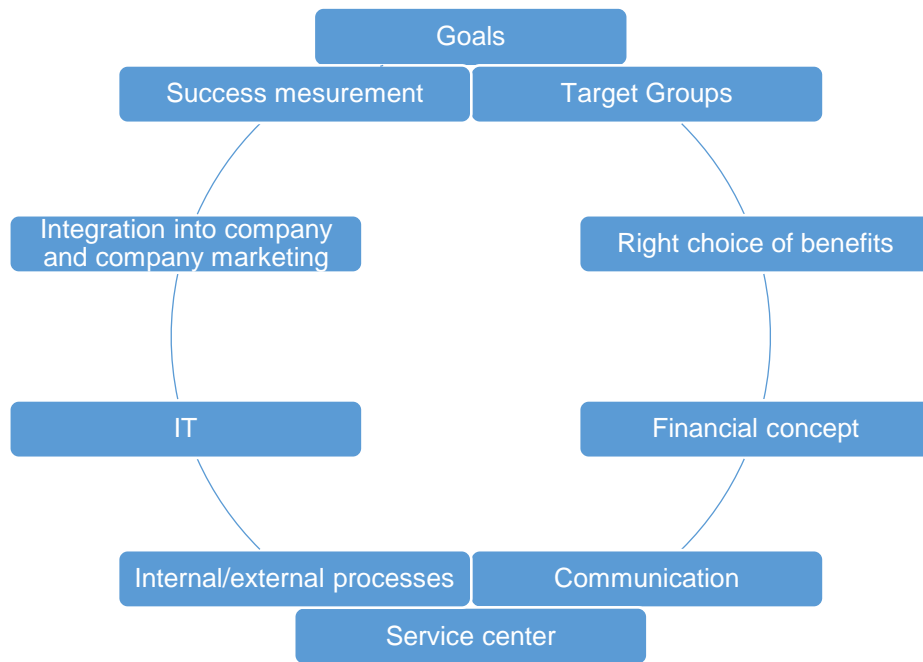 Goals
Success mesurement
Target Groups
Integration into company
and company marketing
Right choice of benefits
IT
Financial concept
Internal/external processes
Communication
Service center